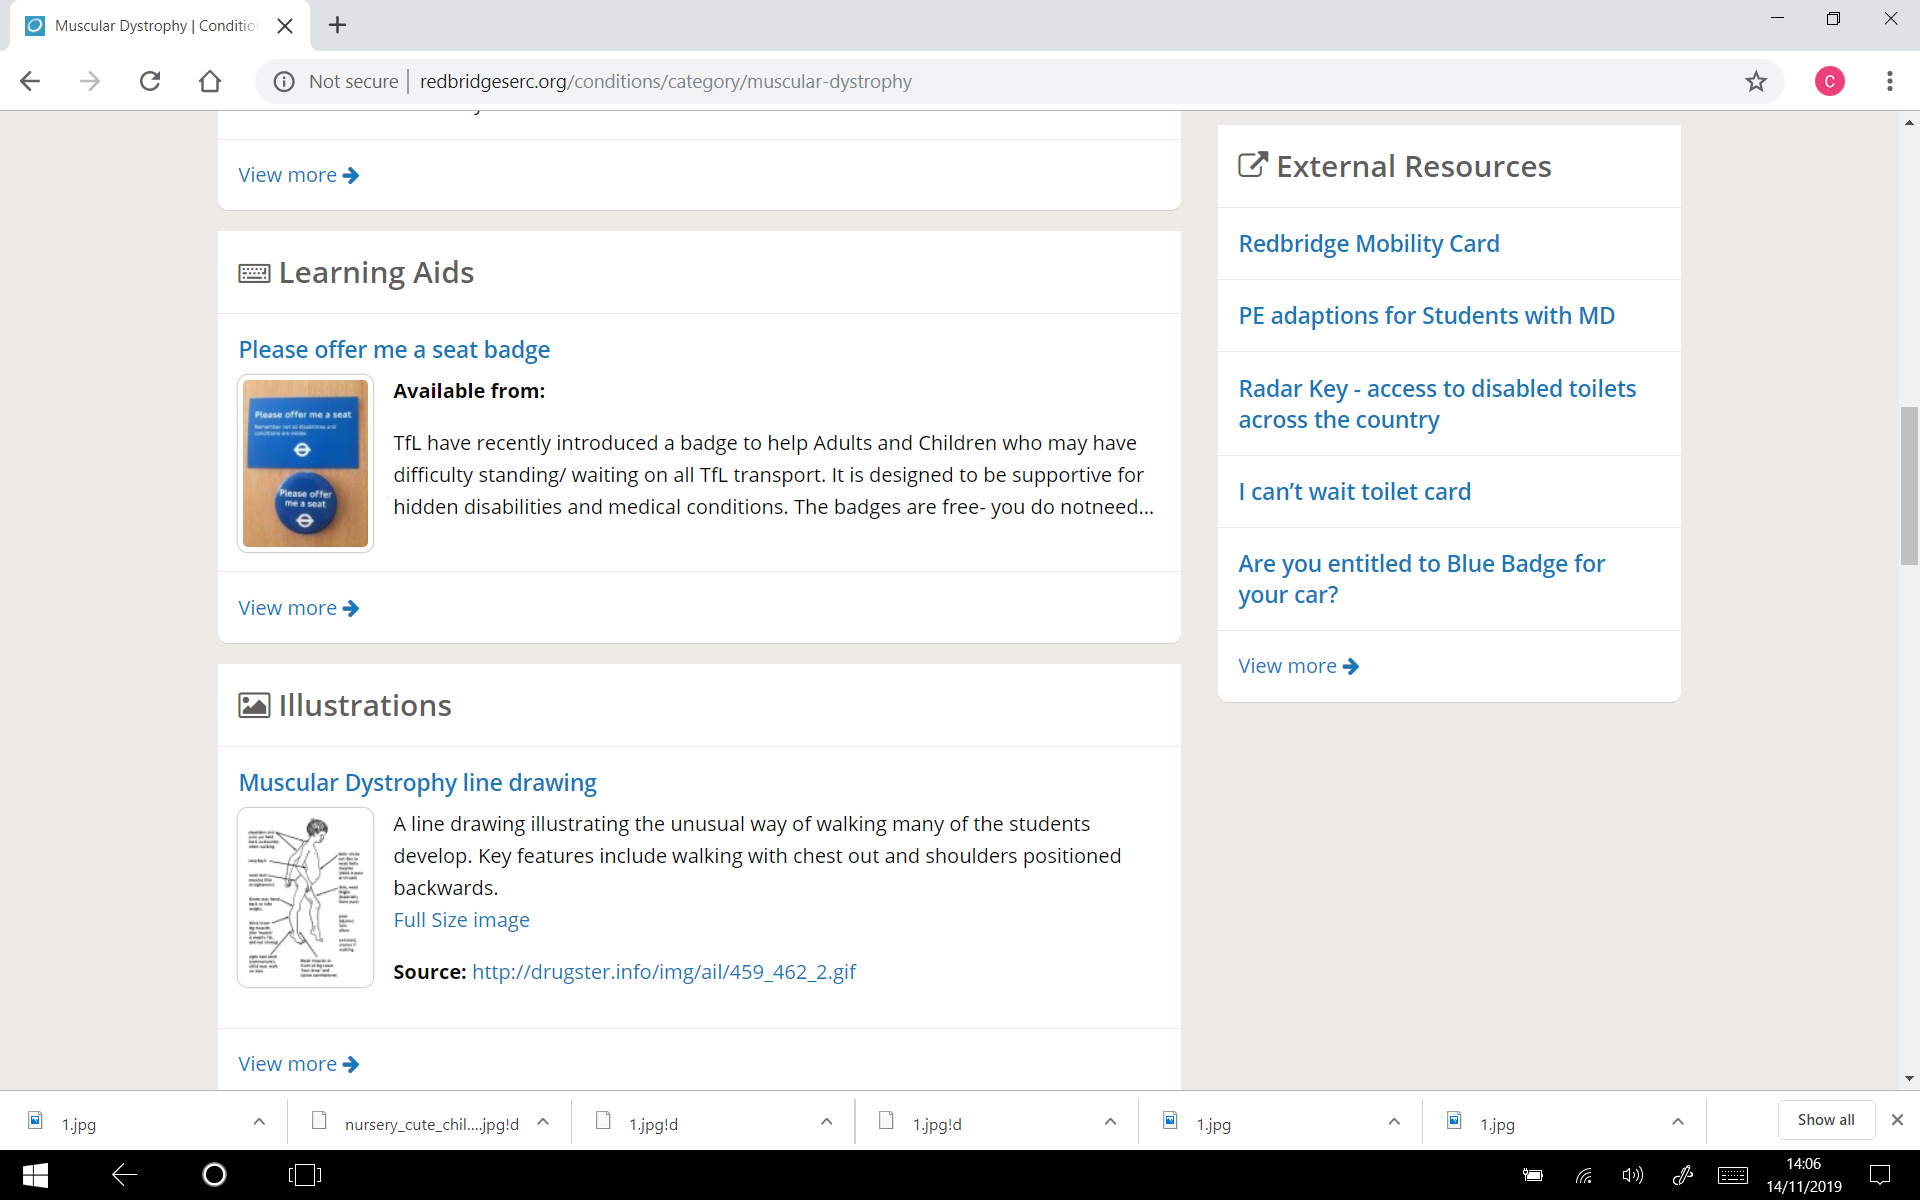 Muscular Dystrophy | Conditio
Not secure | redbridgeserc.org/conditions/category/muscular-dystrophy
C
View more
Learning Aids
Please offer me a seat badge
Please offer me a seat
Remember not all disabilities and
conditions are visible
Please offer
me a seat
Available from:
TfL have recently introduced a badge to help Adults and Children who may have
difficulty standing/ waiting on all TfL transport. It is designed to be supportive for
hidden disabilities and medical conditions. The badges are free- you do notneed...
View more
Illustrations
Muscular Dystrophy line drawing
A line drawing illustrating the unusual way of walking many of the students
develop. Key features include walking with chest out and shoulders positioned
backwards.
Full Size image
Source: http://drugster.info/img/ail/459_462_2.gif
View more
External Resources
Redbridge Mobility Card
PE adaptions for Students with MD
Radar Key - access to disabled toilets
across the country
I can’t wait toilet card
Are you entitled to Blue Badge for
your car?
View more
1.jpg
nursery_cute_chil....jpg!d
1.jpg!d
1.jpg!d
1.jpg
1.jpg
Show all
14:06
14/11/2019